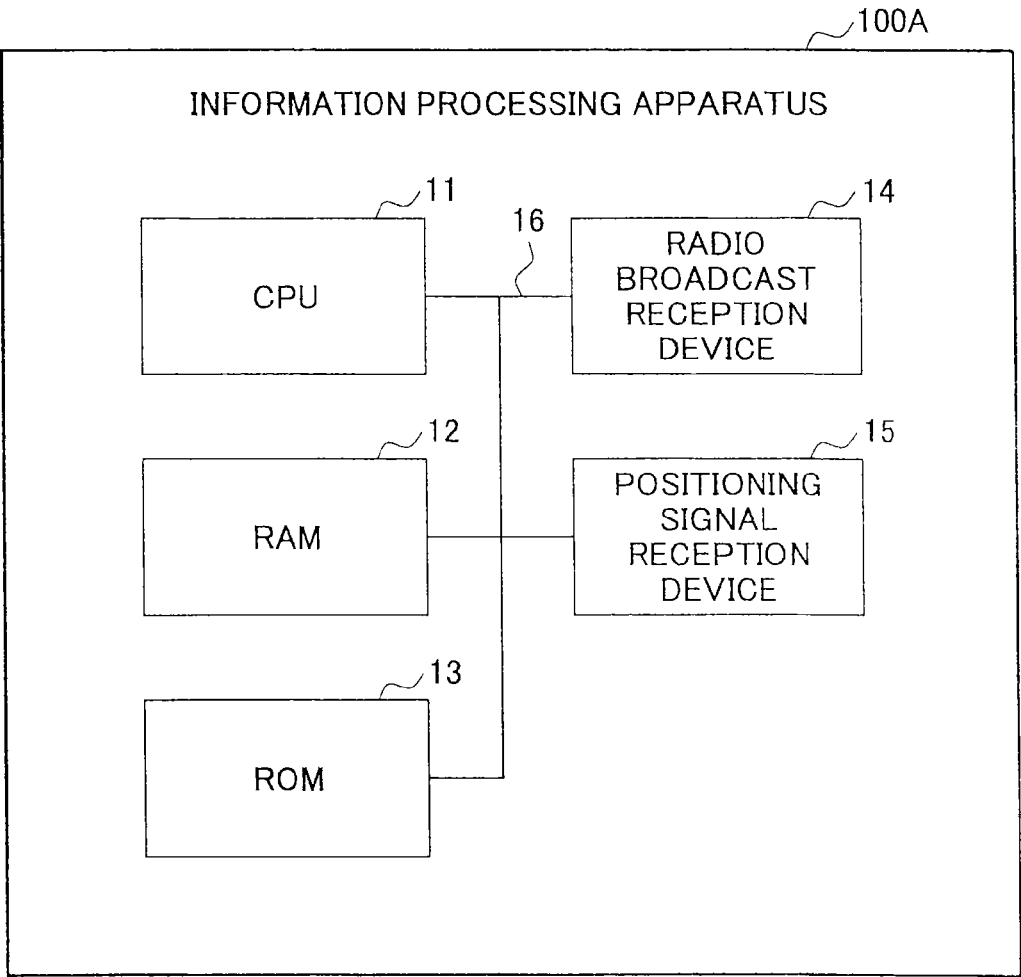 100A
INFORMATION PROCESSING APPARATUS
11
CPU
16
14
RADIO
BROADCAST
RECEPTION
DEVICE
12
RAM
15
POSITIONING
SIGNAL
RECEPTION
DEVICE
13
ROM